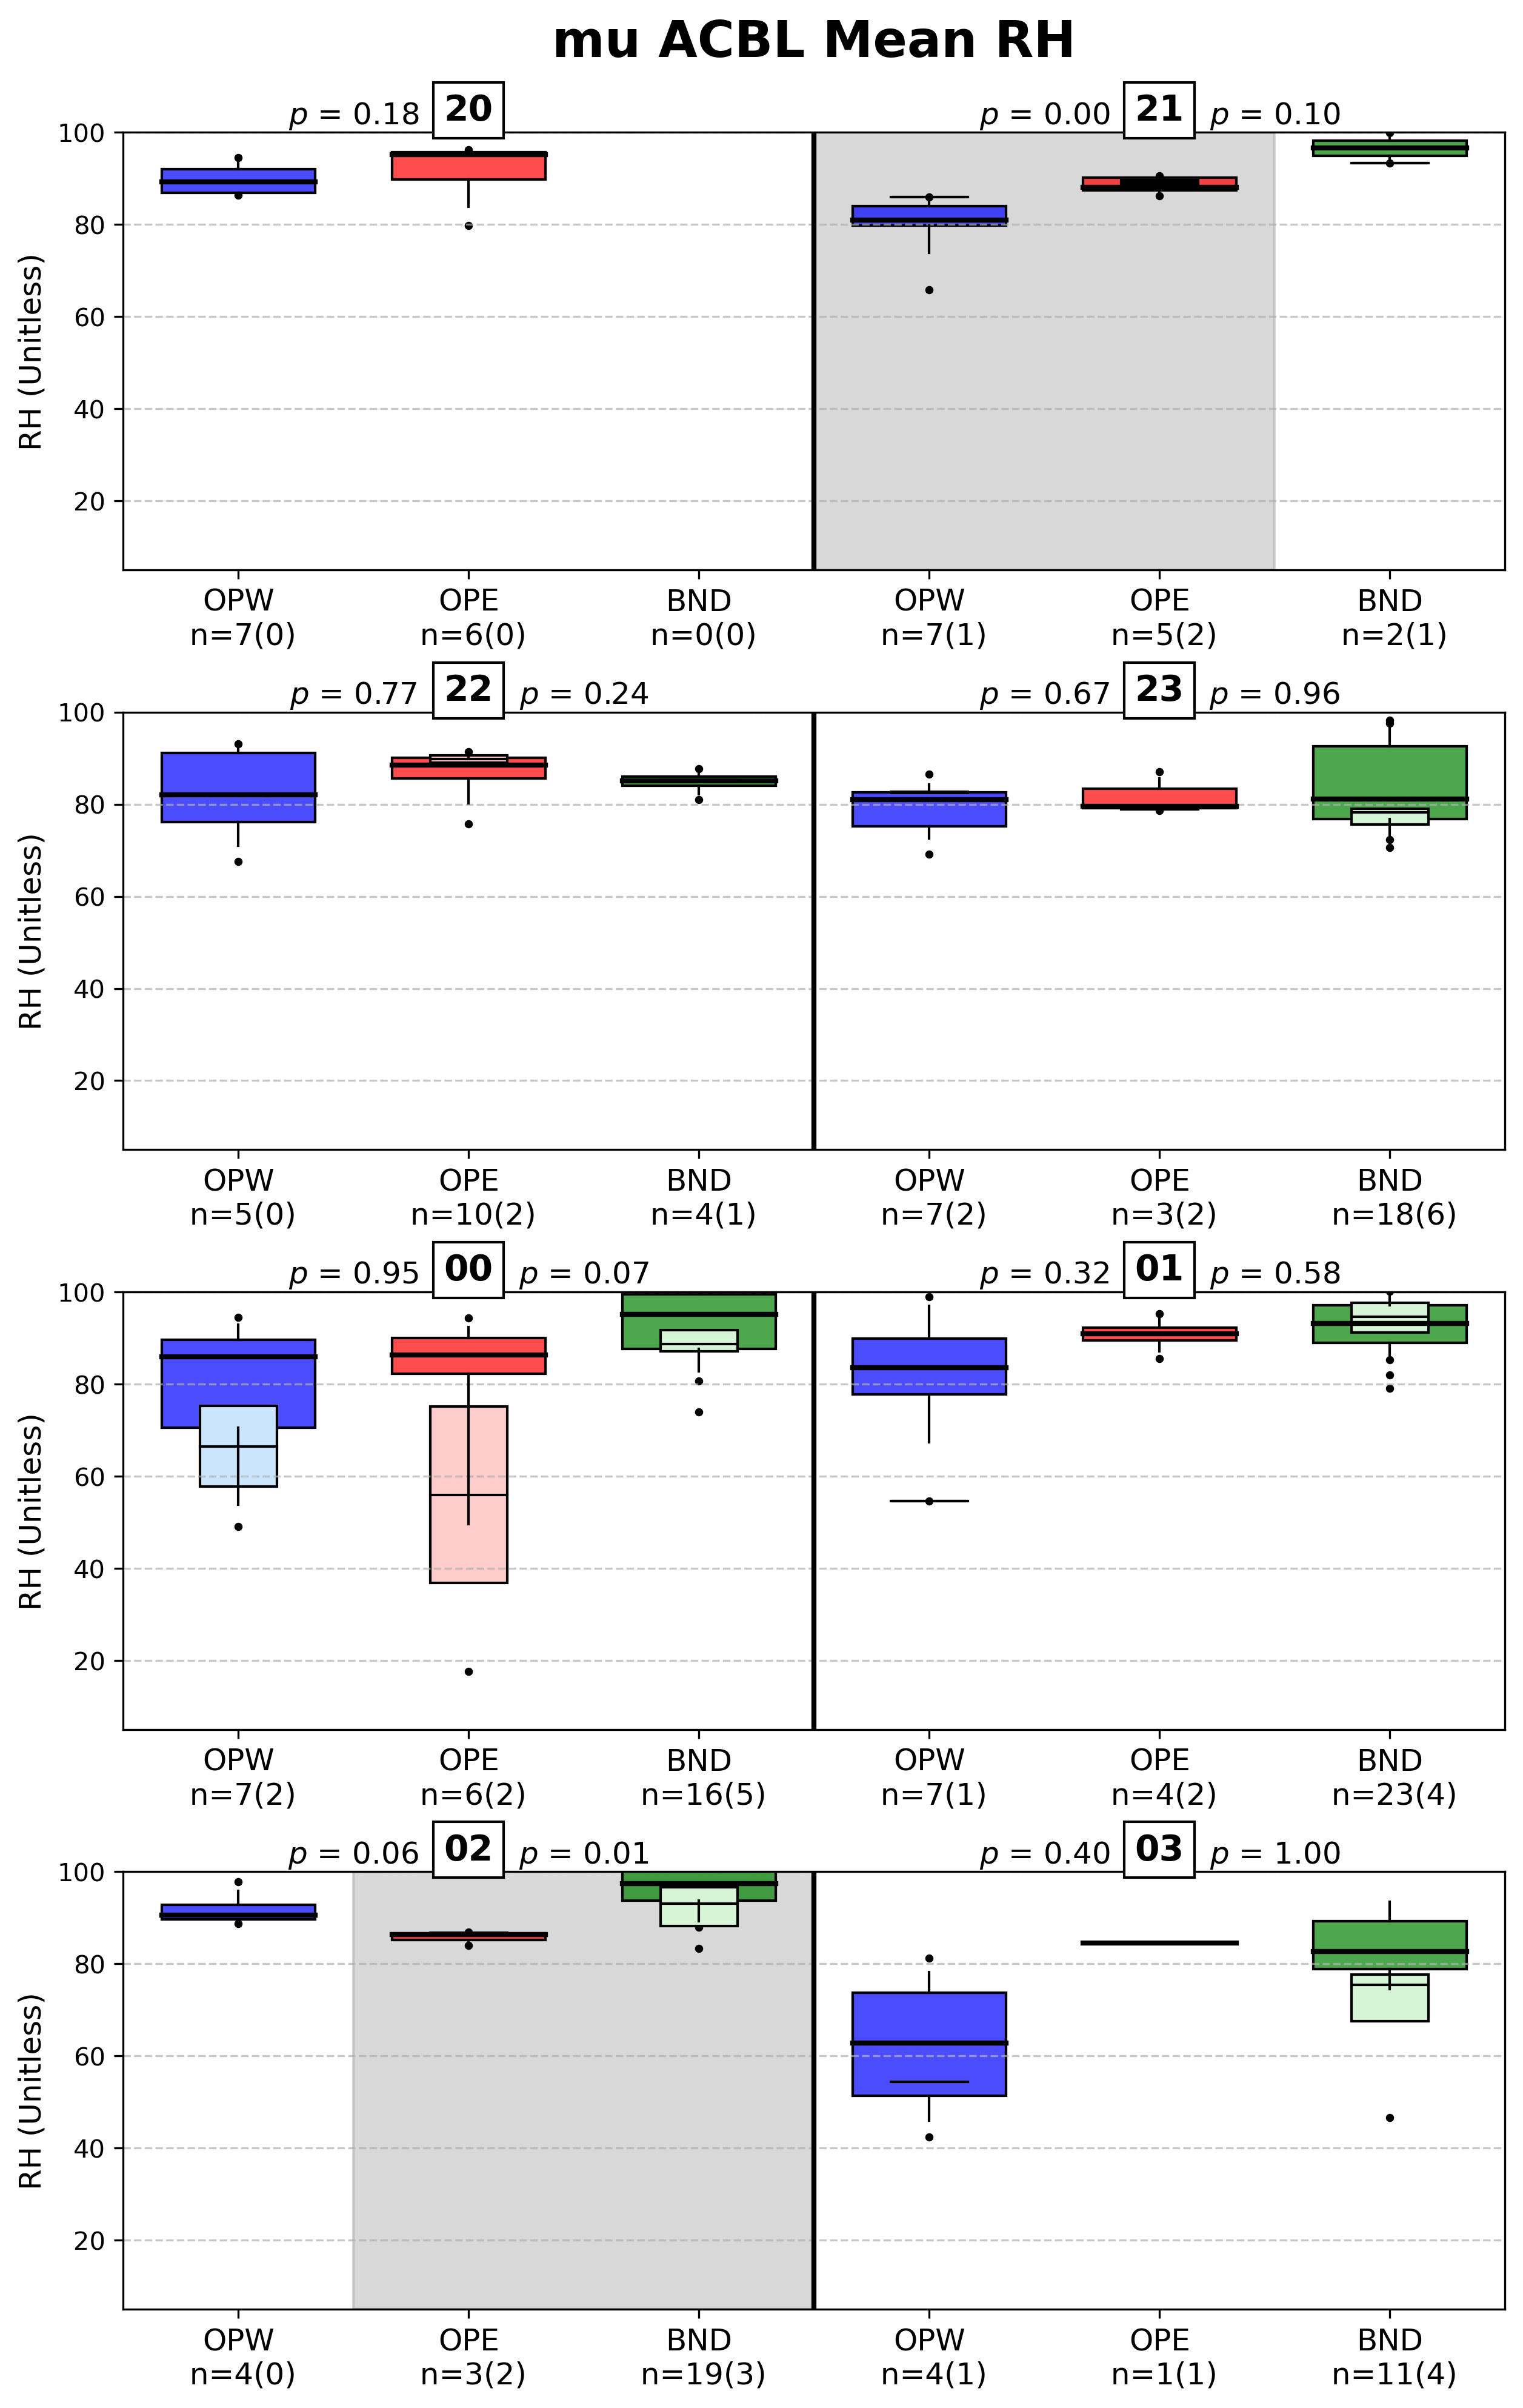 mu ACBL Mean RH
p = 0.18 20 p = 0.00 21 p = 0.10
RH (Unitless)
100
80
60
40
20
OPW OPE BND OPW OPE BND
n=7(0) n=6(0) n=0(0) n=7(1) n=5(2) n=2(1)
p = 0.77 22 p = 0.24 p = 0.67 23 p = 0.96
RH (Unitless)
100
80
60
40
20
OPW OPE BND OPW OPE BND
n=5(0) n=10(2) n=4(1) n=7(2) n=3(2) n=18(6)
p = 0.95 00 p = 0.07 p = 0.32 01 p = 0.58
RH (Unitless)
100
80
60
40
20
OPW OPE BND OPW OPE BND
n=7(2) n=6(2) n=16(5) n=7(1) n=4(2) n=23(4)
p = 0.06 02 p = 0.01 p = 0.40 03 p = 1.00
RH (Unitless)
100
80
60
40
20
OPW OPE BND OPW OPE BND
n=4(0) n=3(2) n=19(3) n=4(1) n=1(1) n=11(4)